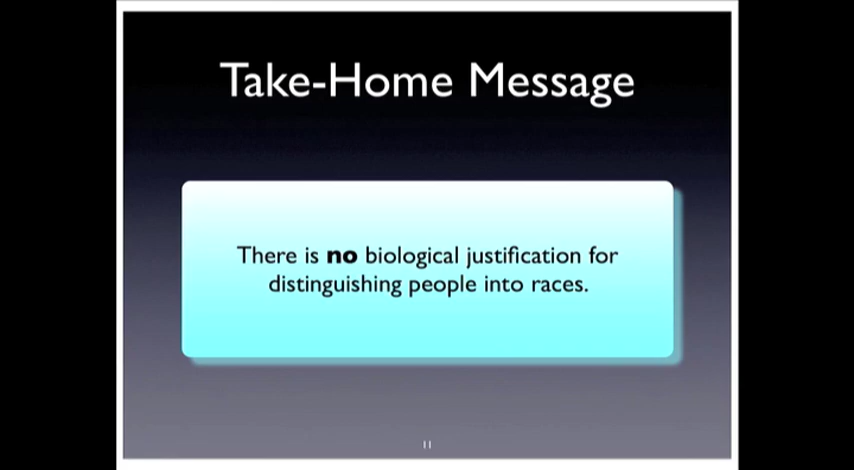 Take-Home Message
There is no biological justification for
distinguishing people into races.
11